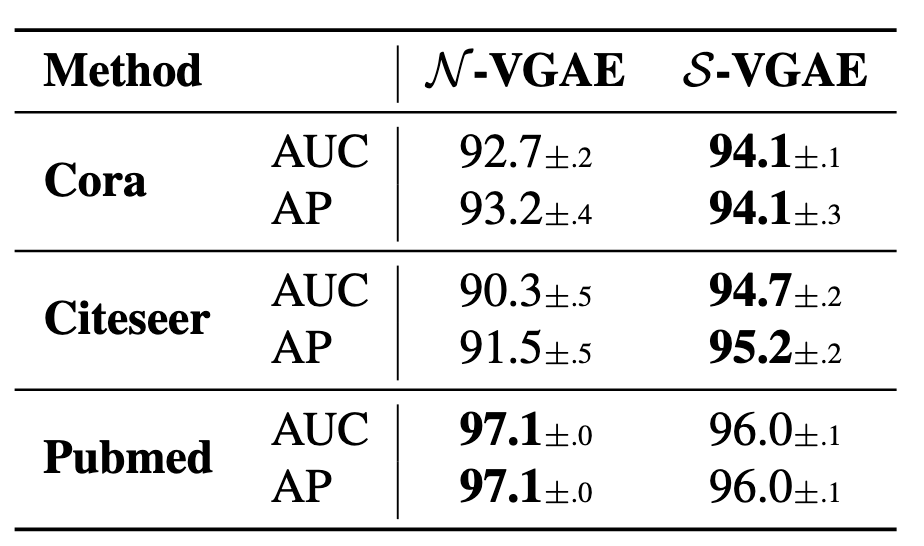 Method 𝒩-VGAE 𝒮-VGAE
Cora AUC 92.7±.2 94.1±.1
AP 93.2±.4 94.1±.3
Citeseer AUC 90.3±.5 94.7±.2
AP 91.5±.5 95.2±.2
Pubmed AUC 97.1±.0 96.0±.1
AP 97.1±.0 96.0±.1